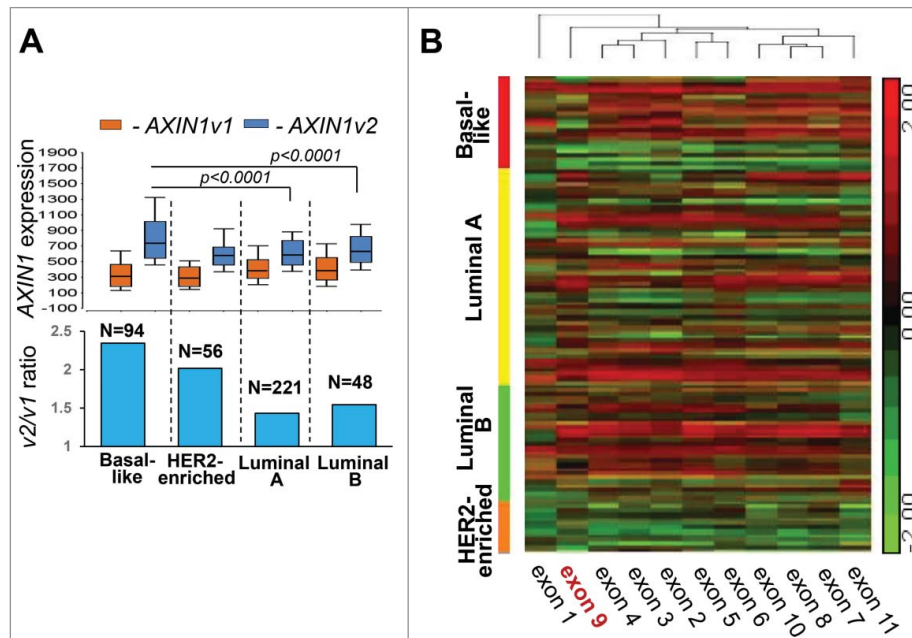 A
- AXIN1v1 - AXIN1v2
AXIN1 expression
1900
1700
1500
1300
1100
900
700
500
300
100
-100
p<0.0001
p<0.0001
v2/v1 ratio
2.5
2
1.5
1
N=94
N=56
N=221
N=48
Basal-
like
HER2-
enriched
Luminal
A
Luminal
B
B
Basal-
like
Luminal A
Luminal
B
HER2-
enriched
exon 1
exon 9
exon 4
exon 3
exon 2
exon 5
exon 6
exon 10
exon 8
exon 7
exon 11
2.00
0.00
-2.00